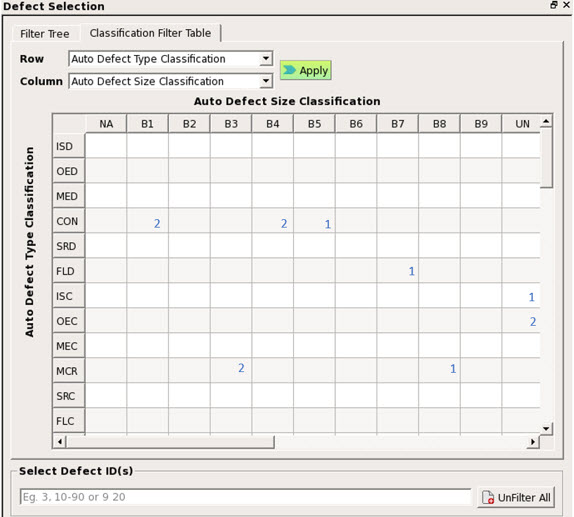 Defect Selection
Filter Tree Classification Filter Table
Row Auto Defect Type Classification
Apply
Column Auto Defect Size Classification
Auto Defect Size Classification
Auto Defect Type Classification
NA B1 B2 B3 B4 B5 B6 B7 B8 B9 UN
ISD
OED
MED
CON 2 2 1
SRD
FLD 1
ISC 1
OEC 2
MEC
MCR 2 1
SRC
FLC
Select Defect ID(s)
Eg. 3, 10-90 or 9 20 UnFilter All